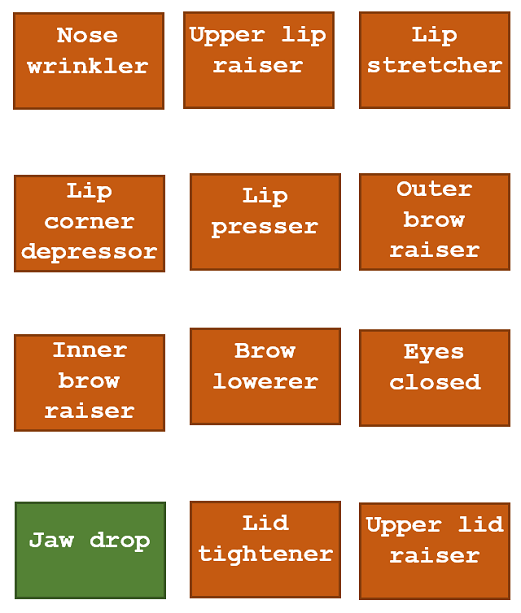 Nose
wrinkler
Upper lip
raiser
Lip
stretcher
Lip
corner
depressor
Lip
presser
Outer
brow
raiser
Inner
brow
raiser
Brow
lowerer
Eyes
closed
Jaw drop
Lid
tightener
Upper lid
raiser